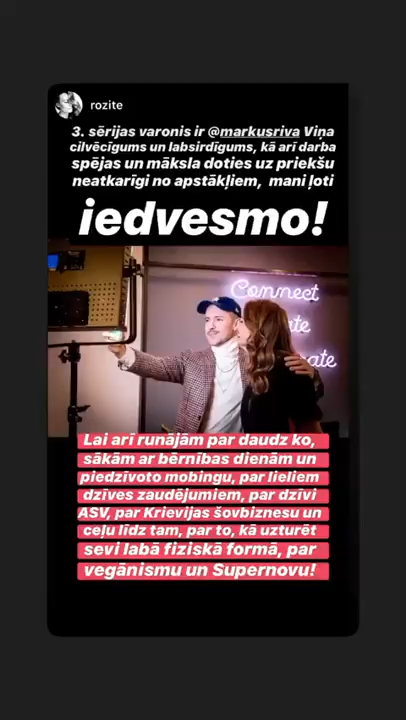 rozite
3. sērijas varonis ir @markusriva Viņa
cilvēcīgums un labsirdīgums, kā arī darba
spējas un māksla doties uz priekšu
neatkarīgi no apstākļiem, mani ļoti
iedvesmo!
Connect
ate
ate
Lai arī runājām par daudz ko,
sākām ar bērnības dienām un
piedzīvoto mobingu, par lieliem
dzīves zaudējumiem, par dzīvi
ASV, par Krievijas šovbiznesu un
ceļu līdz tam, par to, kā uzturēt
sevi labā fiziskā formā, par
vegānismu un Supernovu!